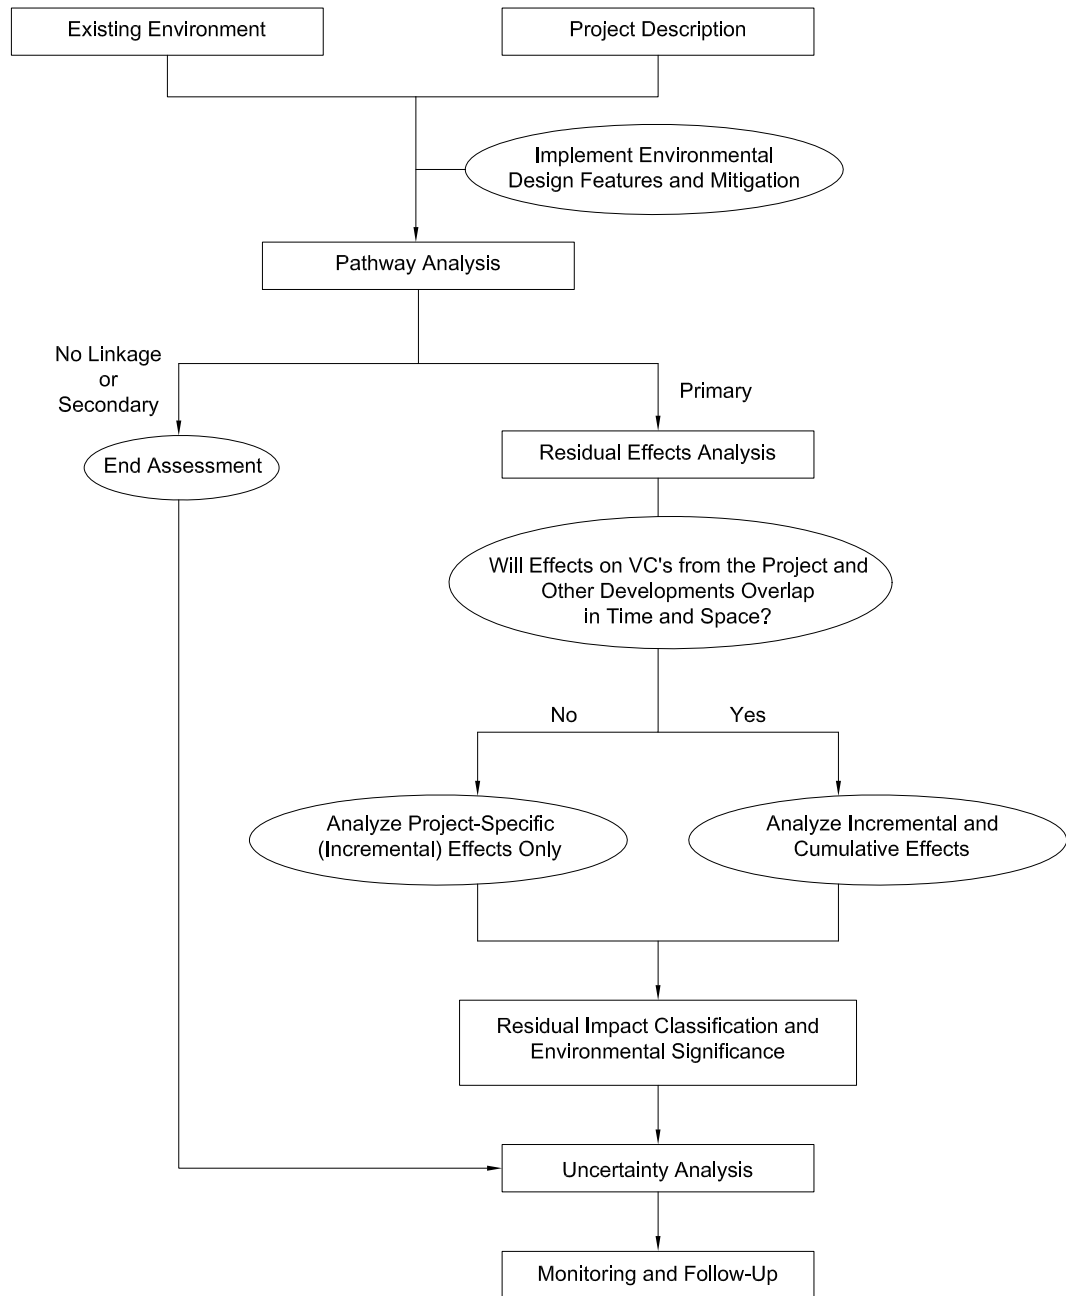 Existing Environment
Project Description
Implement Environmental
Design Features and Mitigation
Pathway Analysis
No Linkage
or
Secondary
Primary
End Assessment
Residual Effects Analysis
Will Effects on VC's from the Project and
Other Developments Overlap
in Time and Space?
No
Yes
Analyze Project-Specific
(Incremental) Effects Only
Analyze Incremental and
Cumulative Effects
Residual Impact Classification and
Environmental Significance
Uncertainty Analysis
Monitoring and Follow-Up